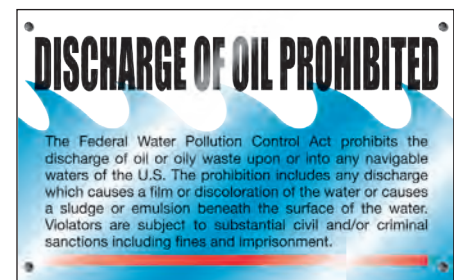 DISCHARGE OF OIL PROHIBITED
The Federal Water Pollution Control Act prohibits the
discharge of oil or oily waste upon or into any navigable
waters of the U.S. The prohibition includes any discharge
which causes a film or discoloration of the water or causes
a sludge or emulsion beneath the surface of the water.
Violators are subject to substantial civil and/or criminal
sanctions including fines and imprisonment.